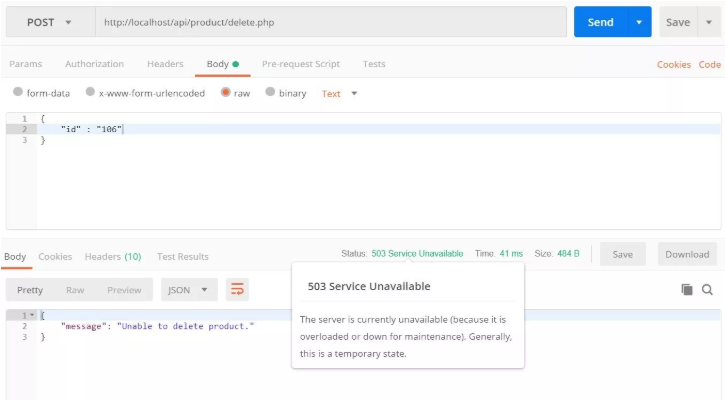 POST http://localhost/api/product/delete.php Send Save
Params Authorization Headers Body Pre-request Script Tests Cookies Code
form-data x-www-form-urlencoded raw binary Text
1 {
2 "id" : "106"
3 }
Body Cookies Headers (10) Test Results Status: 503 Service Unavailable Time: 41 ms Size: 484 B Save Download
Pretty Raw Preview JSON
503 Service Unavailable
The server is currently unavailable (because it is
overloaded or down for maintenance). Generally,
this is a temporary state.
1 {
2 "message": "Unable to delete product."
3 }